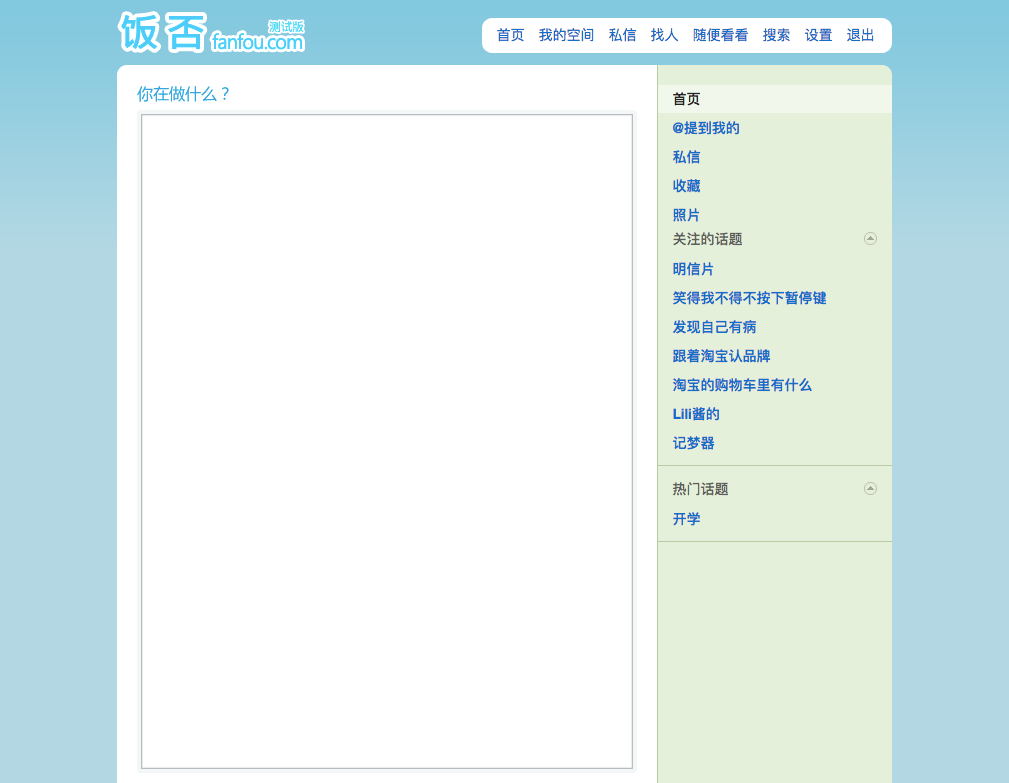 饭否 测试版
fanfou.com
首页 我的空间 私信 找人 随便看看 搜索 设置 退出
你在做什么？
首页
@提到我的
私信
收藏
照片
关注的话题
明信片
笑得我不得不按下暂停键
发现自己有病
跟着淘宝认品牌
淘宝的购物车里有什么
Lili酱的
记梦器
热门话题
开学